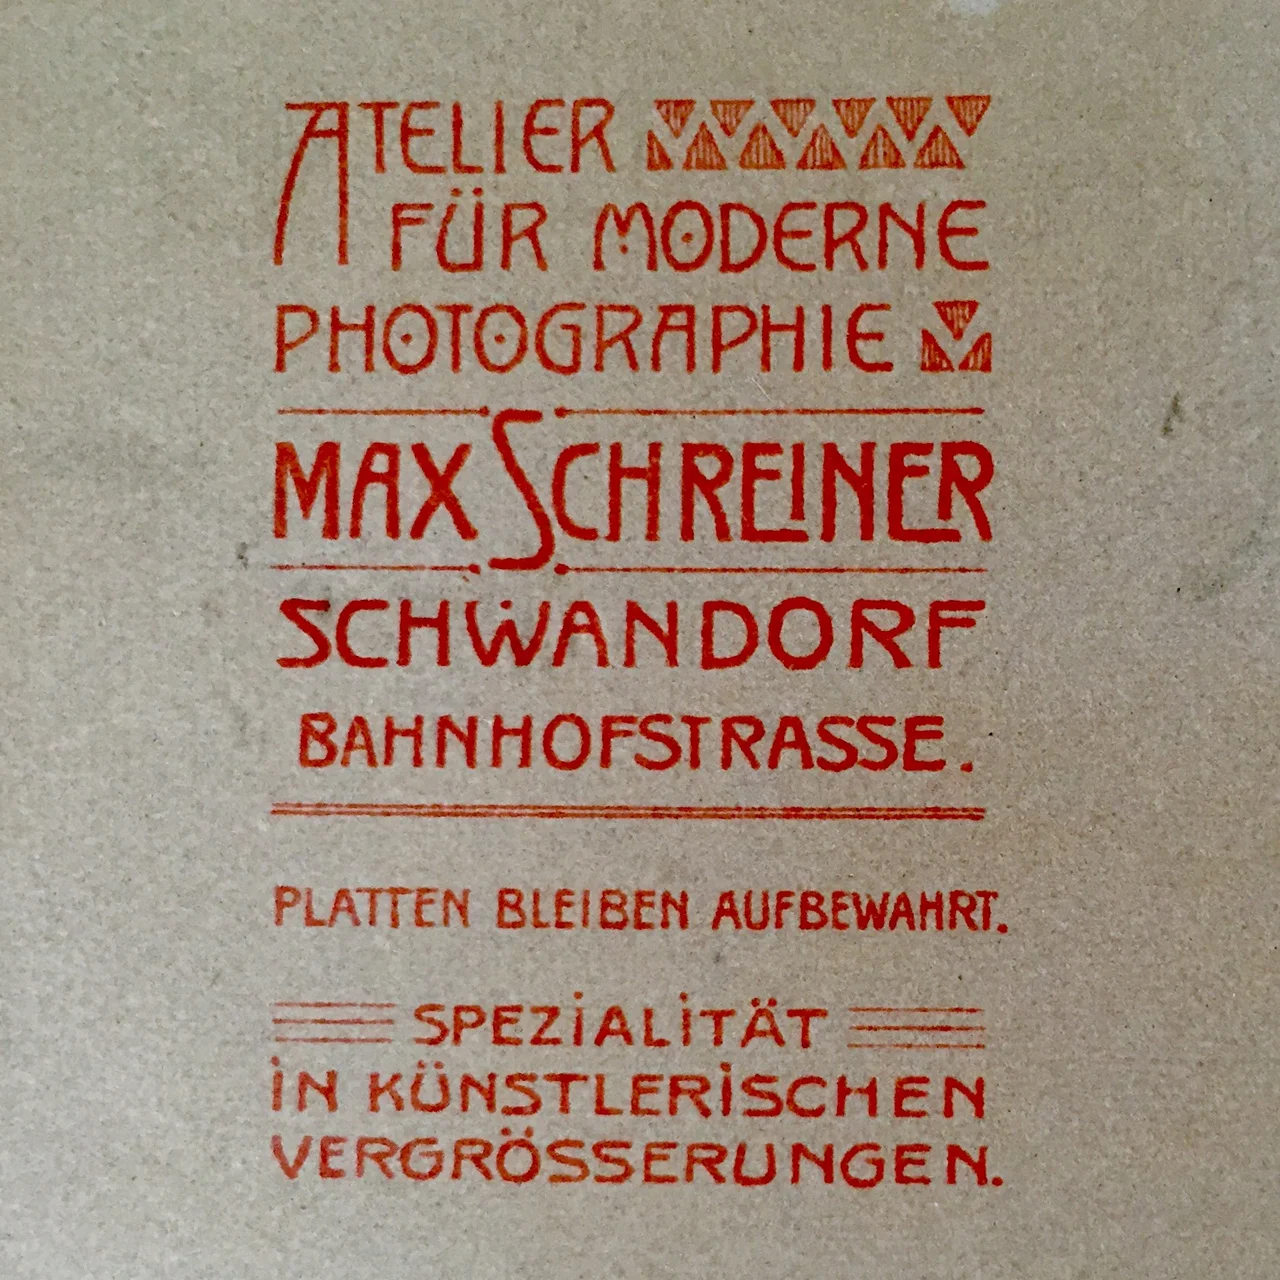 ATELIER
FÜR MODERNE
PHOTOGRAPHIE
MAX SCHREINER
SCHWANDORF
BAHNHOFSTRASSE.
PLATTEN BLEIBEN AUFBEWAHRT.
SPEZIALITÄT
IN KÜNSTLERISCHEN
VERGRÖSSERUNGEN.